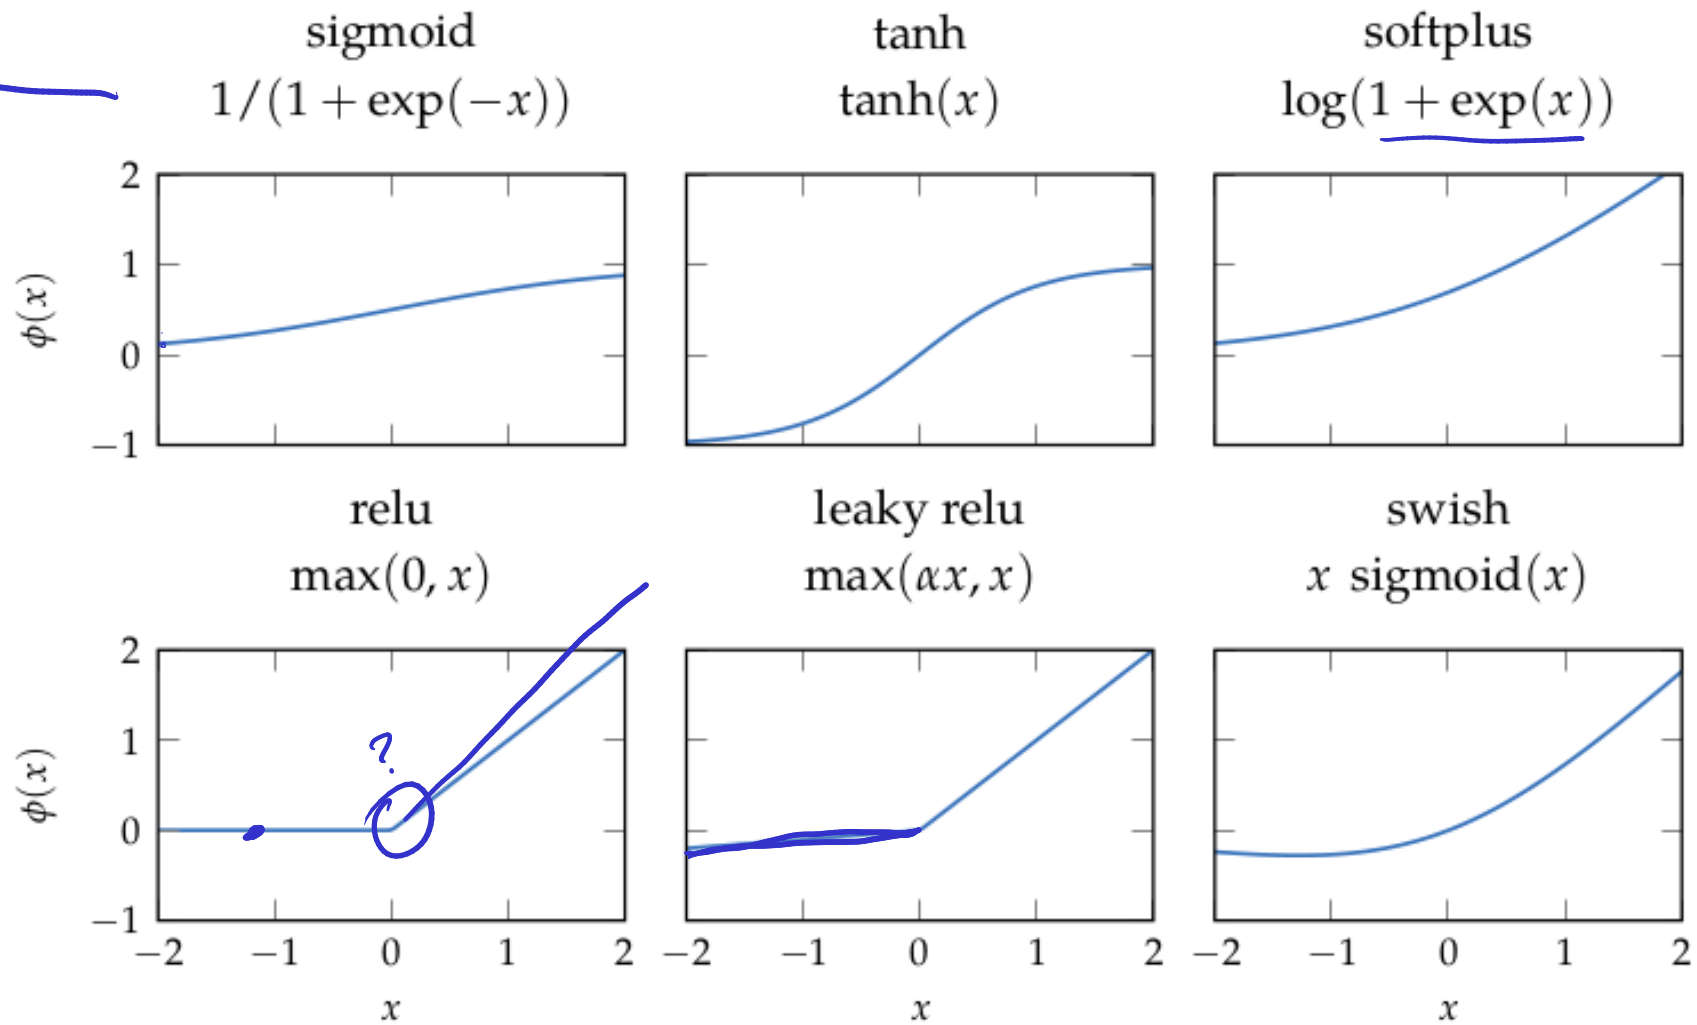 sigmoid
1/(1 + exp(−x))
tanh
tanh(x)
softplus
log(1 + exp(x))
ϕ(x)
2
1
0
−1
relu
max(0, x)
leaky relu
max(αx, x)
swish
x sigmoid(x)
ϕ(x)
2
1
0
−1
?
−2 −1 0 1 2
−2 −1 0 1 2
−2 −1 0 1 2
x
x
x